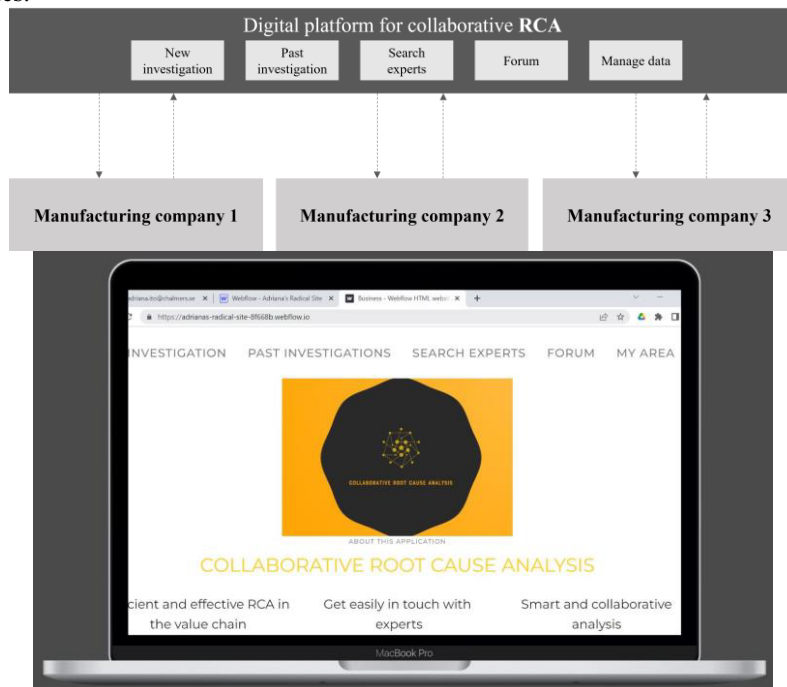 Digital platform for collaborative RCA
New
investigation
Past
investigation
Search
experts
Forum
Manage data
Manufacturing company 1
Manufacturing company 2
Manufacturing company 3
adriana.ito@chalmers.se Webflow - Adriana's Radical Site Business - Webflow HTML
https://adrianas-radical-site-8f668b.webflow.io
INVESTIGATION PAST INVESTIGATIONS SEARCH EXPERTS FORUM MY AREA
COLLABORATIVE ROOT CAUSE ANALYSIS
ABOUT THIS APPLICATION
COLLABORATIVE ROOT CAUSE ANALYSIS
cient and effective RCA in
the value chain
Get easily in touch with
experts
Smart and collaborative
analysis
MacBook Pro